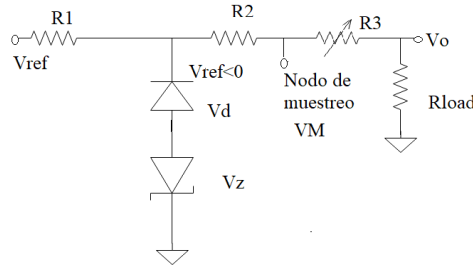 R1
R2
R3
Vref
Vref<0
Vd
Nodo de
muestreo
VM
Vo
Rload
Vz